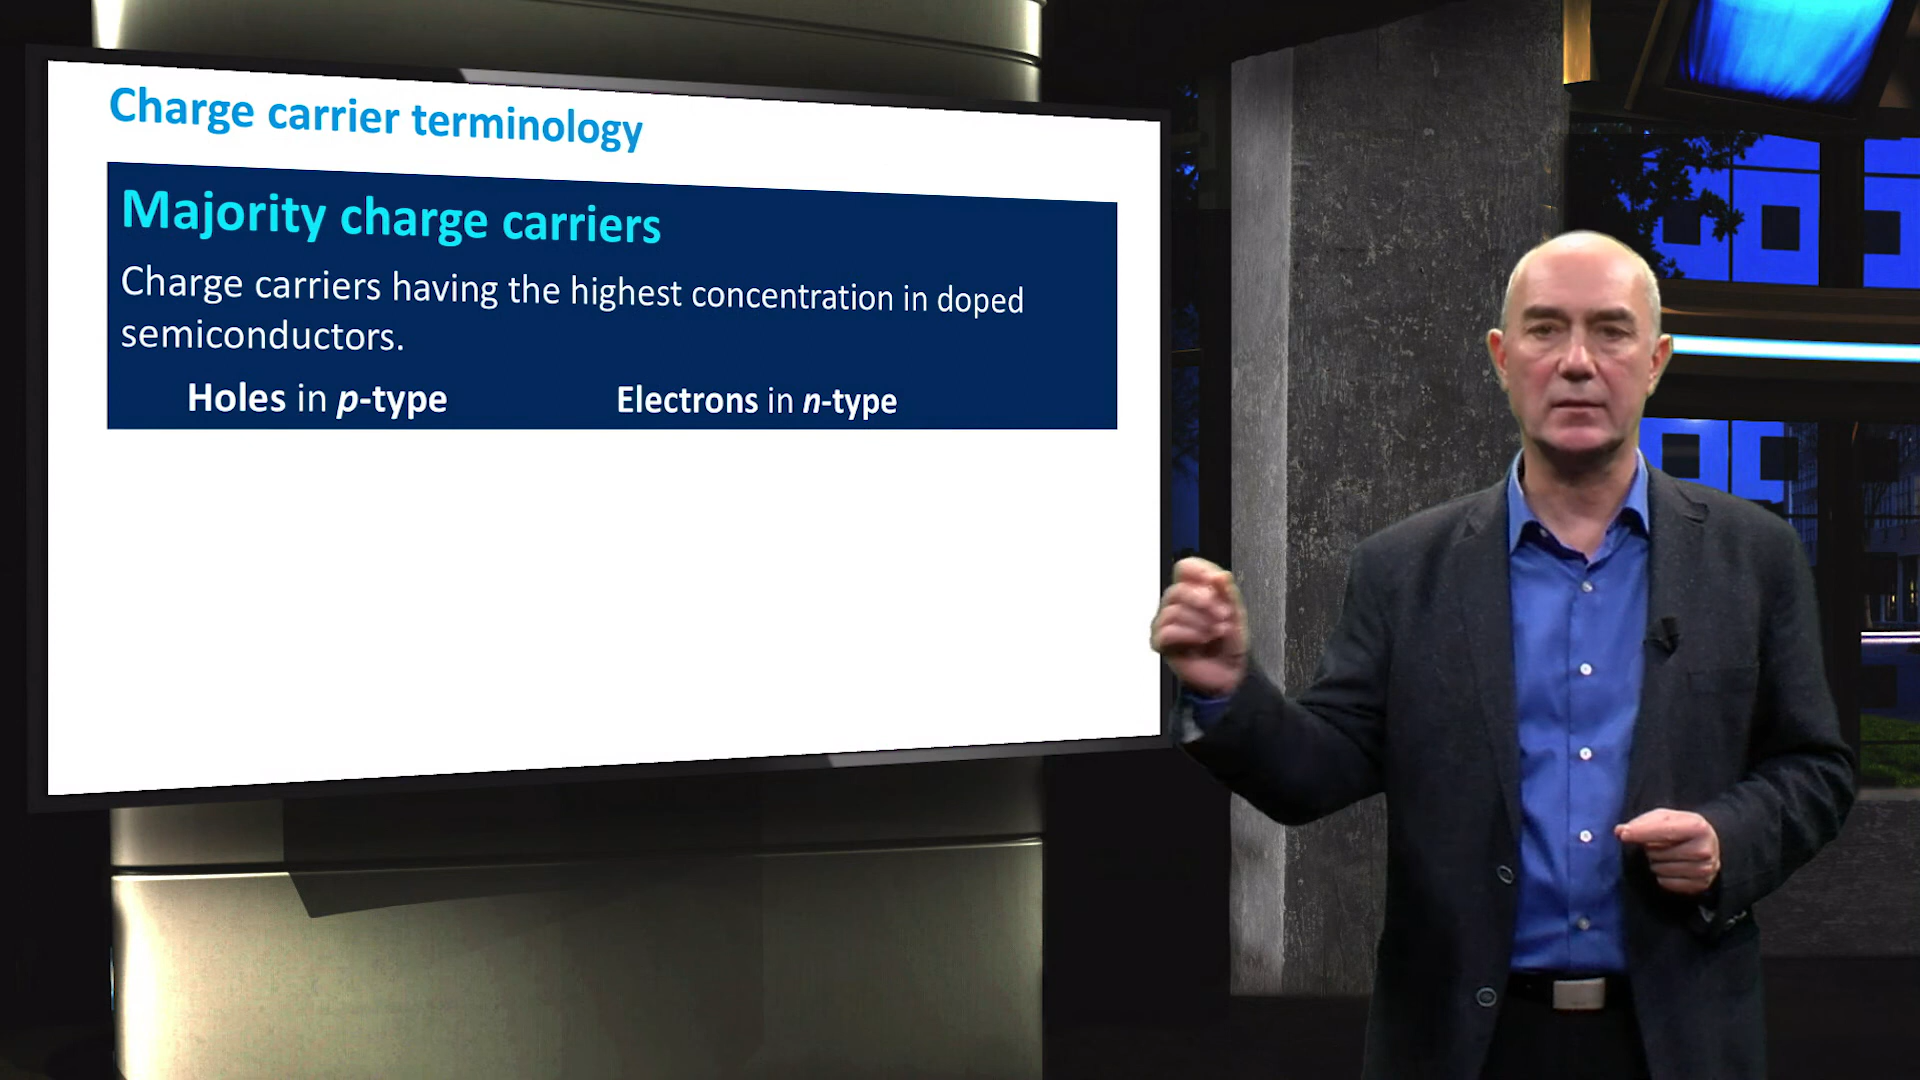 Charge carrier terminology
Majority charge carriers
Charge carriers having the highest concentration in doped
semiconductors.
Holes in p-type Electrons in n-type